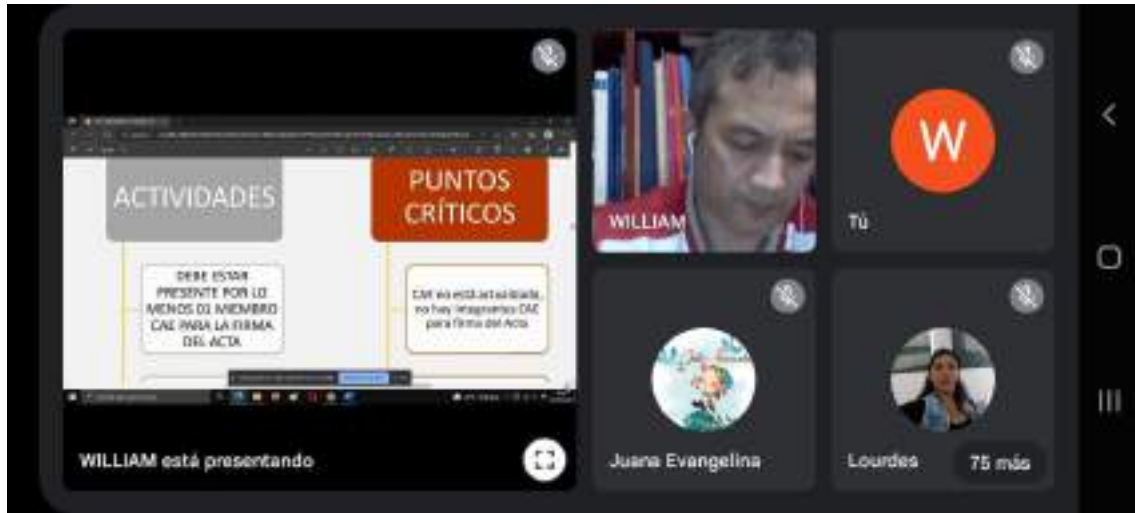 ACTIVIDADES
PUNTOS
CRÍTICOS
DEBE ESTAR
PRESENTE POR LO
MENOS 01 MIEMBRO
CAE PARA LA FIRMA
DEL ACTA
CAE no está actualizado,
no hay integrantes CAE
para firma del Acta
WILLIAM está presentando
WILLIAM
W
Tú
Juana Evangelina
Lourdes
75 más